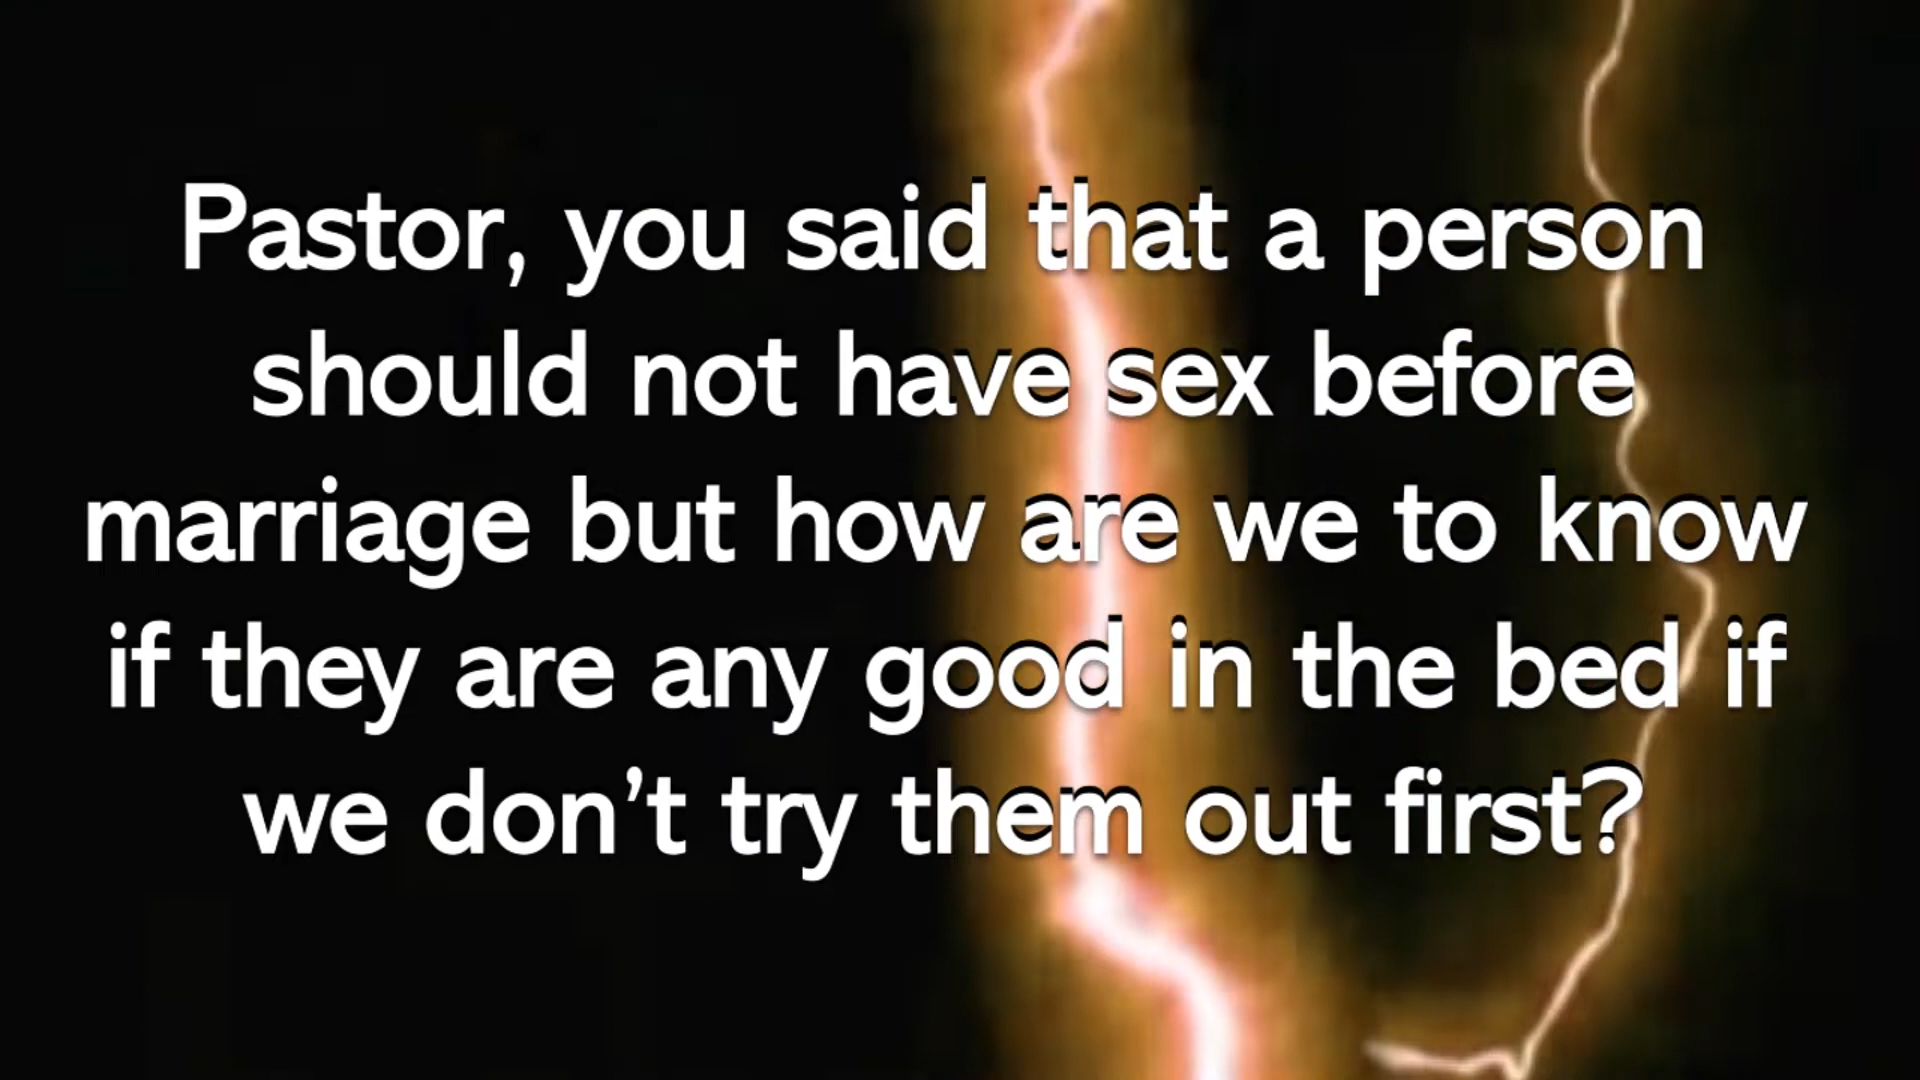 Pastor, you said that a person
should not have sex before
marriage but how are we to know
if they are any good in the bed if
we don’t try them out first?